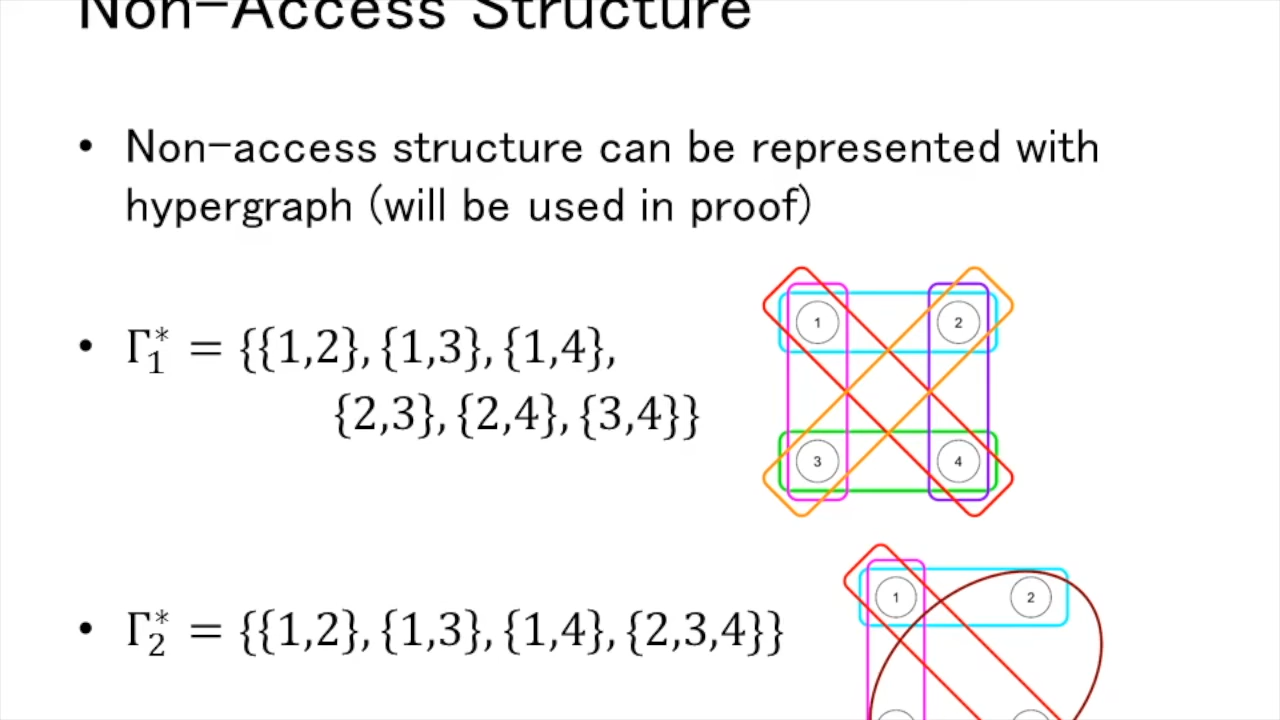 Non-Access Structure
• Non-access structure can be represented with
hypergraph (will be used in proof)
• Γ₁* = {{1,2}, {1,3}, {1,4},
{2,3}, {2,4}, {3,4}}
1 2
3 4
• Γ₂* = {{1,2}, {1,3}, {1,4}, {2,3,4}}
1 2